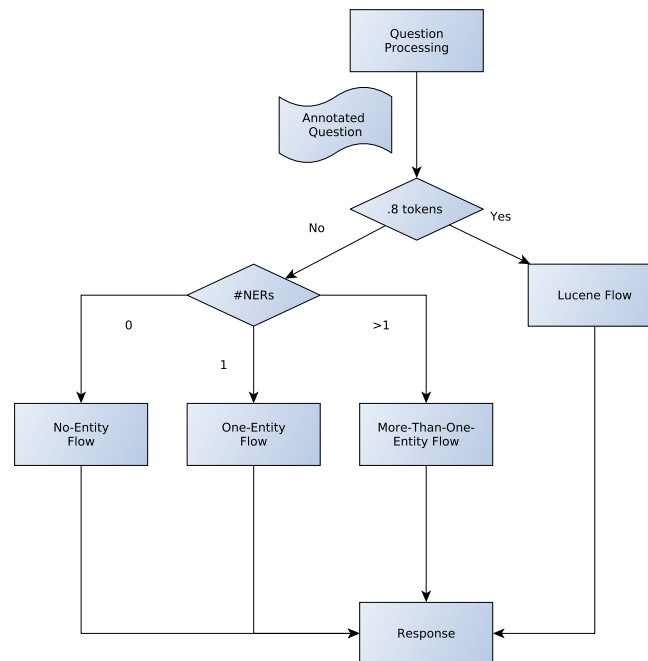 Question
Processing
Annotated
Question
.8 tokens
No
Yes
#NERs
Lucene Flow
0
>1
1
No-Entity
Flow
One-Entity
Flow
More-Than-One-
Entity Flow
Response